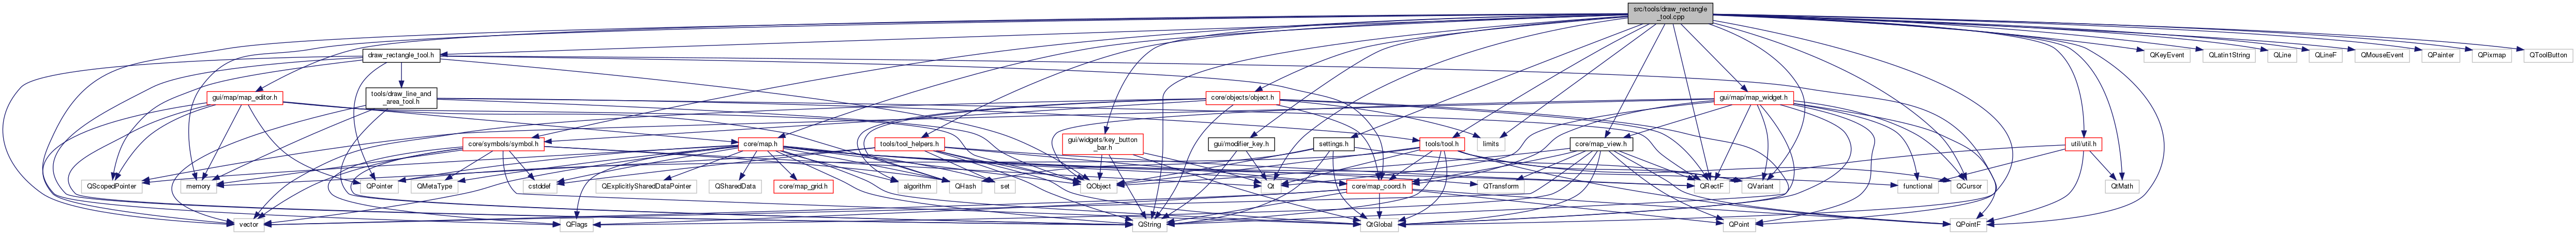 src/tools/draw_rectangle
_tool.cpp
draw_rectangle_tool.h
QKeyEvent
QLatin1String
QLine
QLineF
QMouseEvent
QPainter
QPixmap
QToolButton
gui/map/map_editor.h
tools/draw_line_and
_area_tool.h
core/objects/object.h
gui/map/map_widget.h
core/symbols/symbol.h
core/map.h
tools/tool_helpers.h
gui/widgets/key_button
_bar.h
gui/modifier_key.h
settings.h
limits
tools/tool.h
core/map_view.h
util/util.h
QScopedPointer
memory
QPointer
QMetaType
cstddef
QExplicitlySharedDataPointer
QSharedData
core/map_grid.h
algorithm
QHash
set
QObject
Qt
core/map_coord.h
QTransform
QRectF
QVariant
functional
QCursor
QtMath
vector
QFlags
QString
QtGlobal
QPoint
QPointF